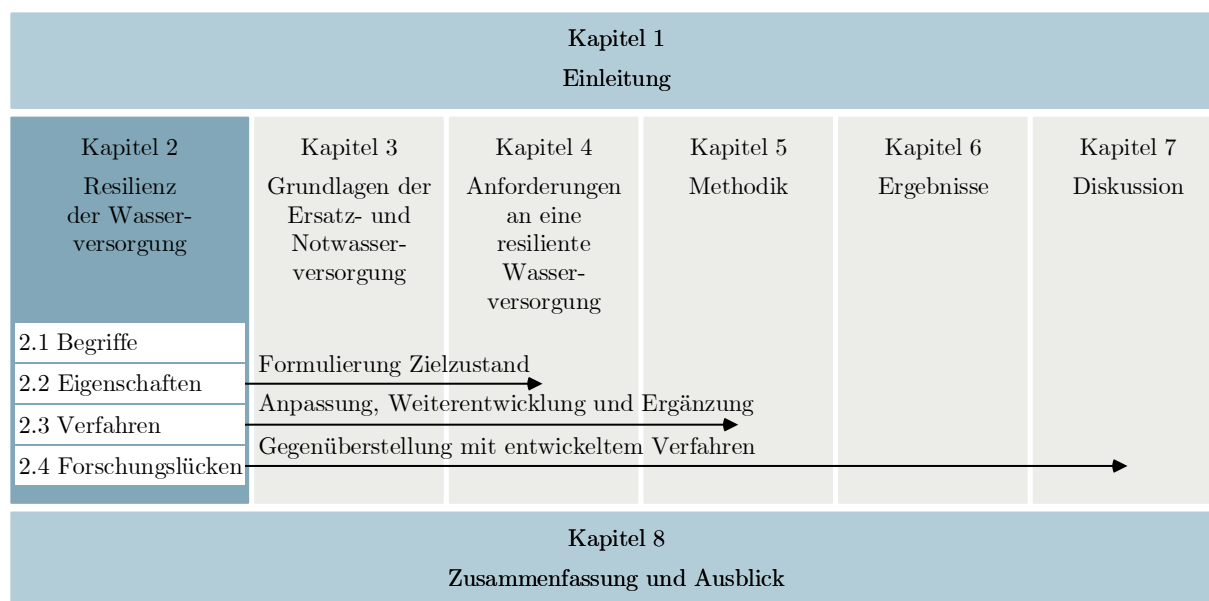 Kapitel 1
Einleitung
Kapitel 2
Resilienz
der Wasser-
versorgung
Kapitel 3
Grundlagen der
Ersatz- und
Notwasser-
versorgung
Kapitel 4
Anforderungen
an eine
resiliente
Wasser-
versorgung
Kapitel 5
Methodik
Kapitel 6
Ergebnisse
Kapitel 7
Diskussion
2.1 Begriffe
2.2 Eigenschaften
2.3 Verfahren
2.4 Forschungslücken
Formulierung Zielzustand
Anpassung, Weiterentwicklung und Ergänzung
Gegenüberstellung mit entwickeltem Verfahren
Kapitel 8
Zusammenfassung und Ausblick